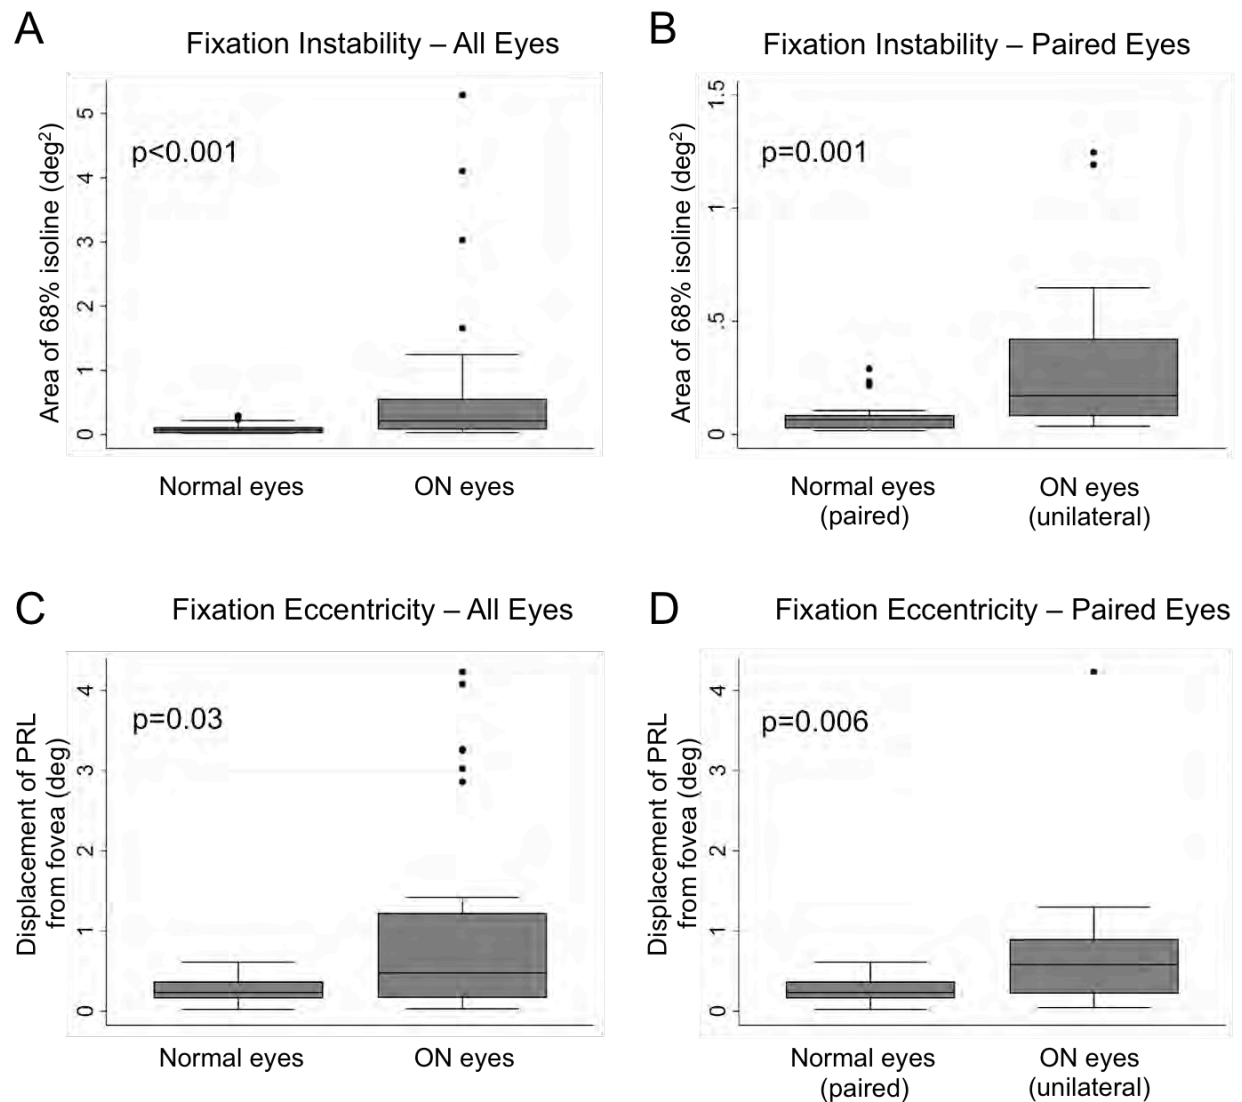 A
Fixation Instability – All Eyes
Area of 68% isoline (deg²)
5
4
3
2
1
0
p<0.001
Normal eyes
ON eyes
B
Fixation Instability – Paired Eyes
Area of 68% isoline (deg²)
1.5
1
.5
0
p=0.001
Normal eyes
(paired)
ON eyes
(unilateral)
C
Fixation Eccentricity – All Eyes
Displacement of PRL
from fovea (deg)
4
3
2
1
0
p=0.03
Normal eyes
ON eyes
D
Fixation Eccentricity – Paired Eyes
Displacement of PRL
from fovea (deg)
4
3
2
1
0
p=0.006
Normal eyes
(paired)
ON eyes
(unilateral)